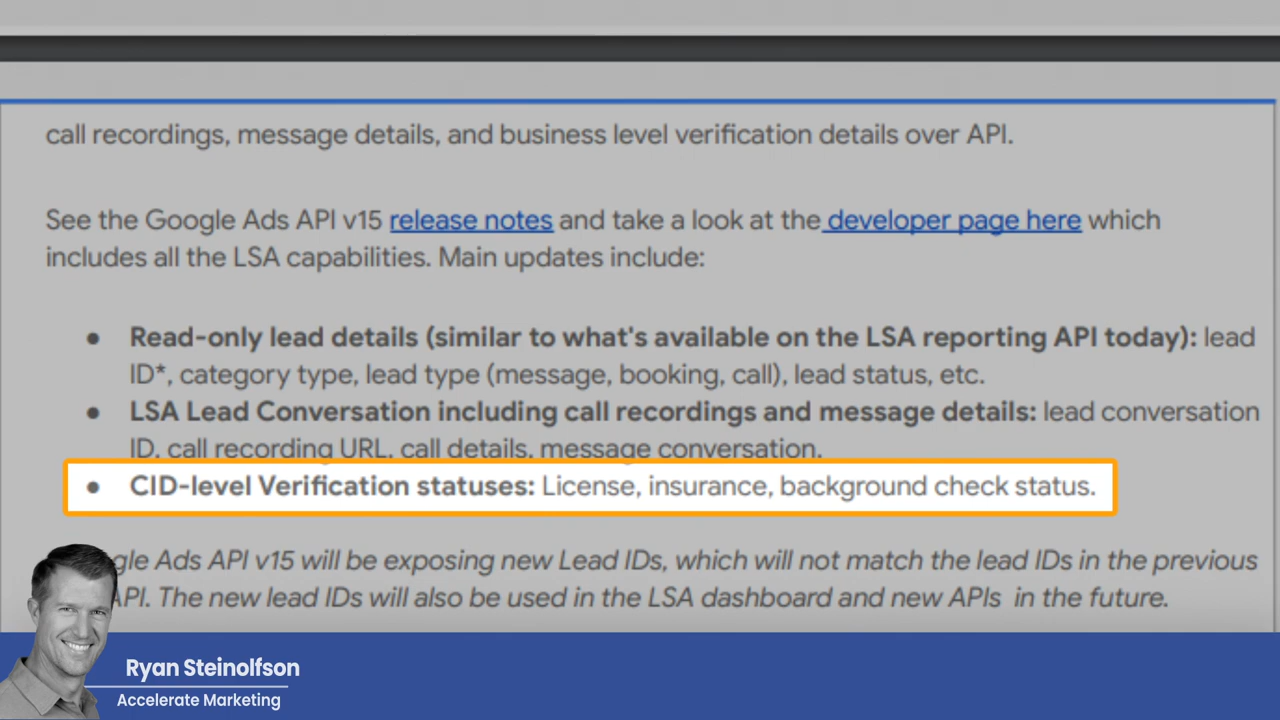 call recordings, message details, and business level verification details over API.
See the Google Ads API v15 release notes and take a look at the developer page here which
includes all the LSA capabilities. Main updates include:
● Read-only lead details (similar to what's available on the LSA reporting API today): lead
ID*, category type, lead type (message, booking, call), lead status, etc.
● LSA Lead Conversation including call recordings and message details: lead conversation
ID, call recording URL, call details, message conversation.
● CID-level Verification statuses: License, insurance, background check status.
gle Ads API v15 will be exposing new Lead IDs, which will not match the lead IDs in the previous
API. The new lead IDs will also be used in the LSA dashboard and new APIs in the future.
Ryan Steinolfson
Accelerate Marketing